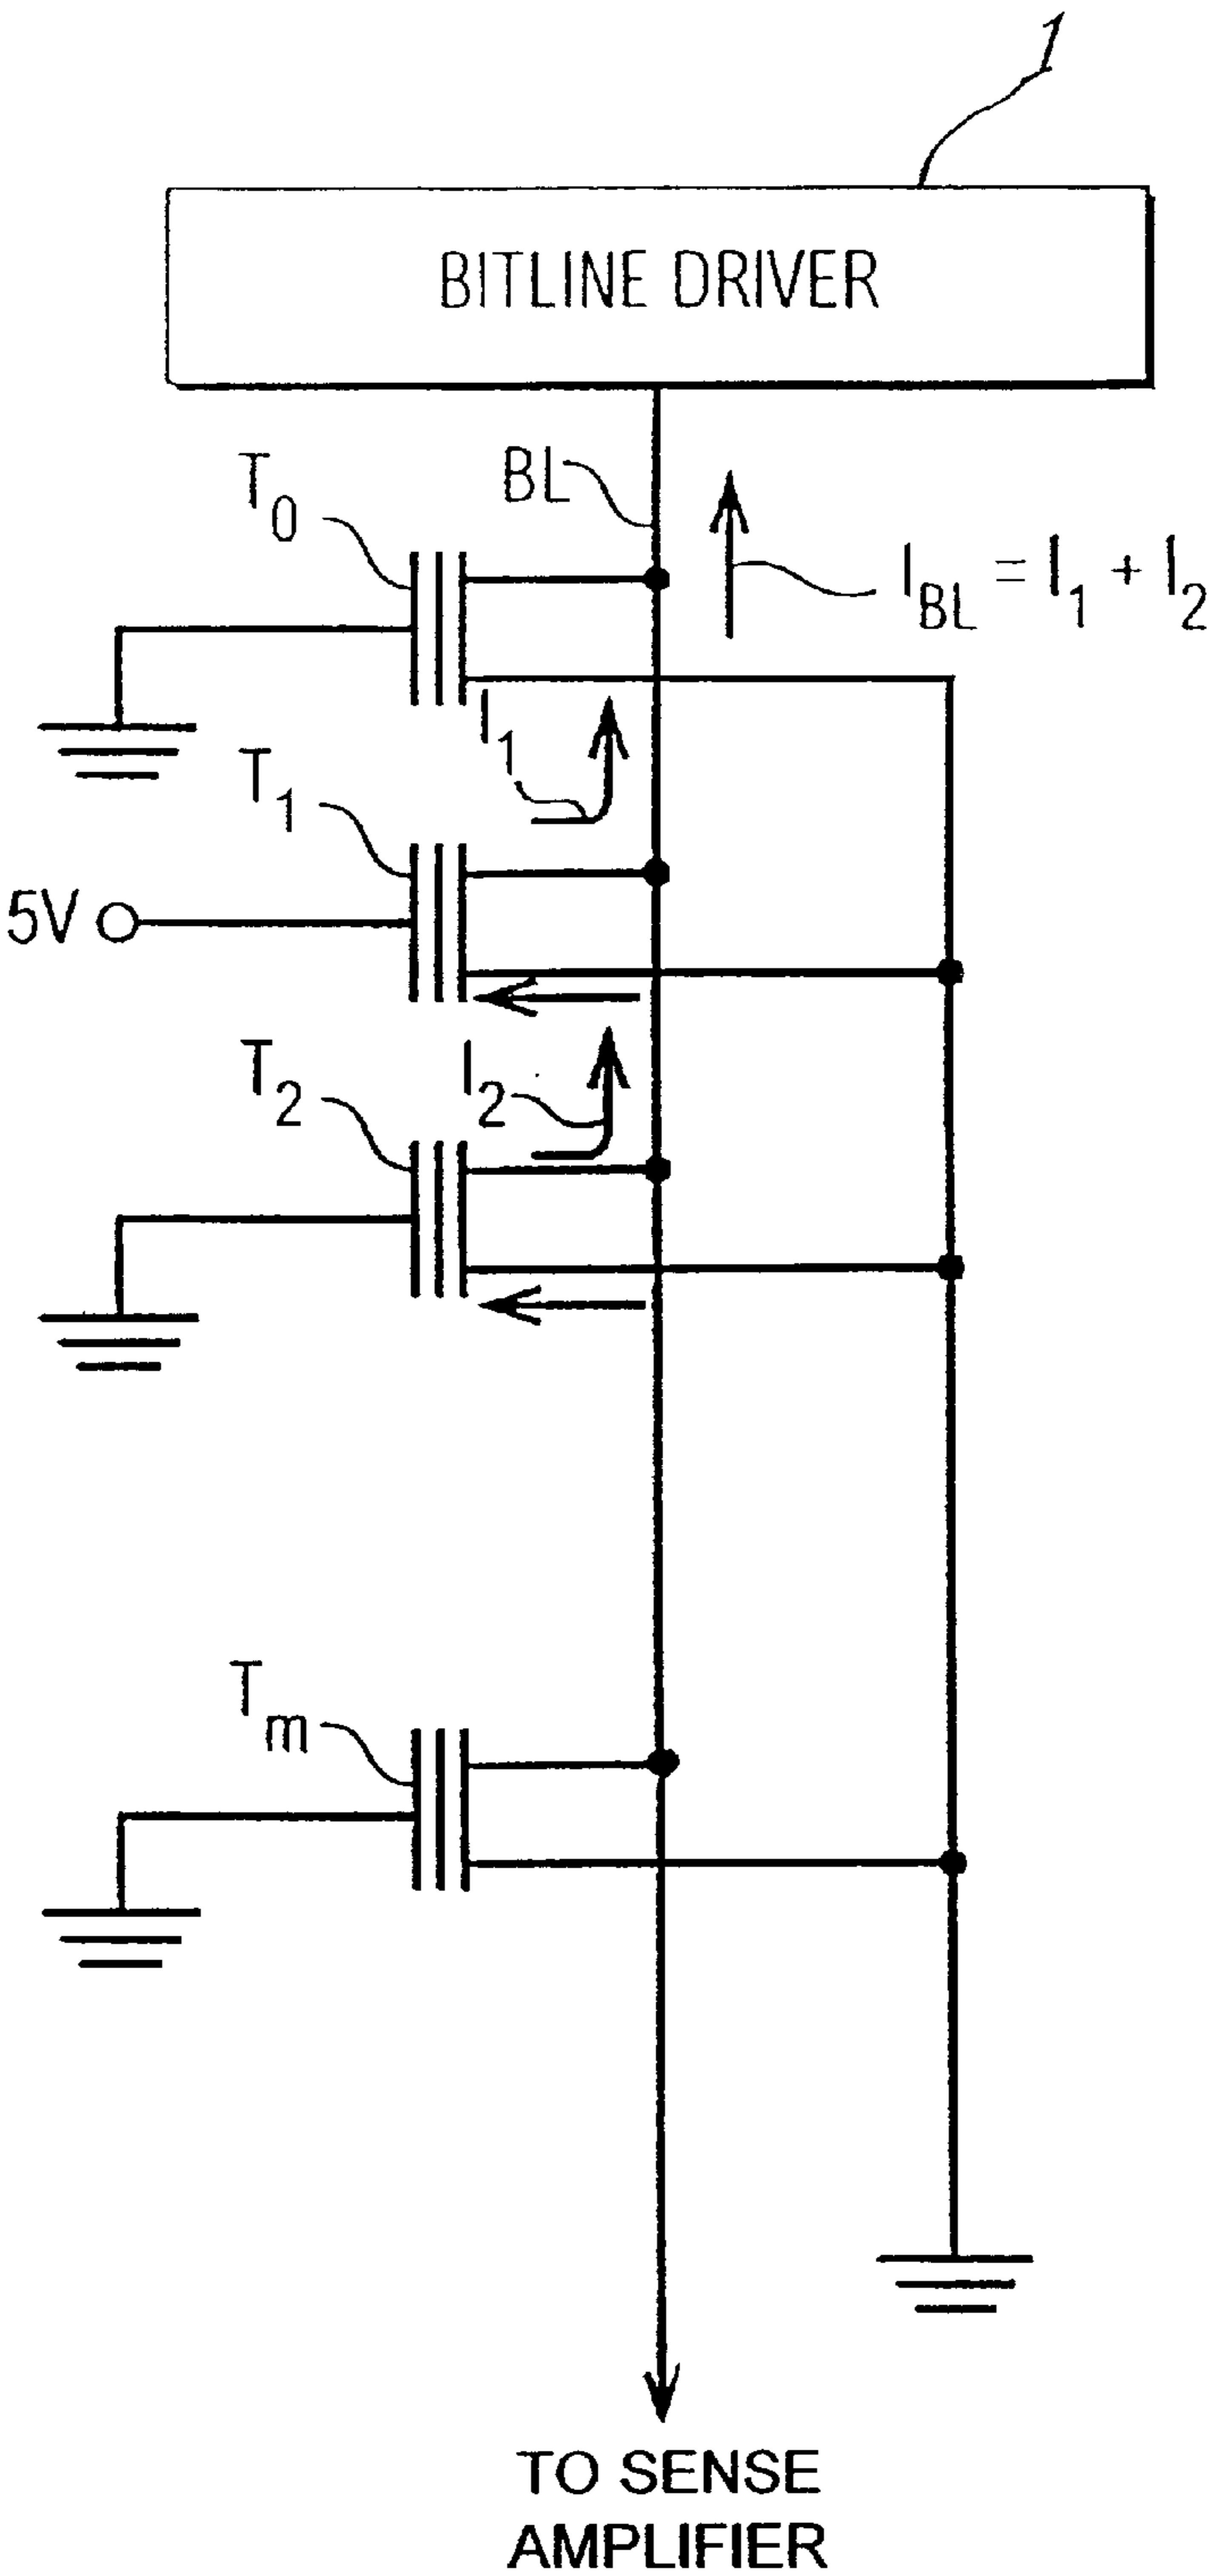 1
BITLINE DRIVER
T0
BL
IBL = I1 + I2
I1
T1
5V
T2
I2
Tm
TO SENSE
AMPLIFIER